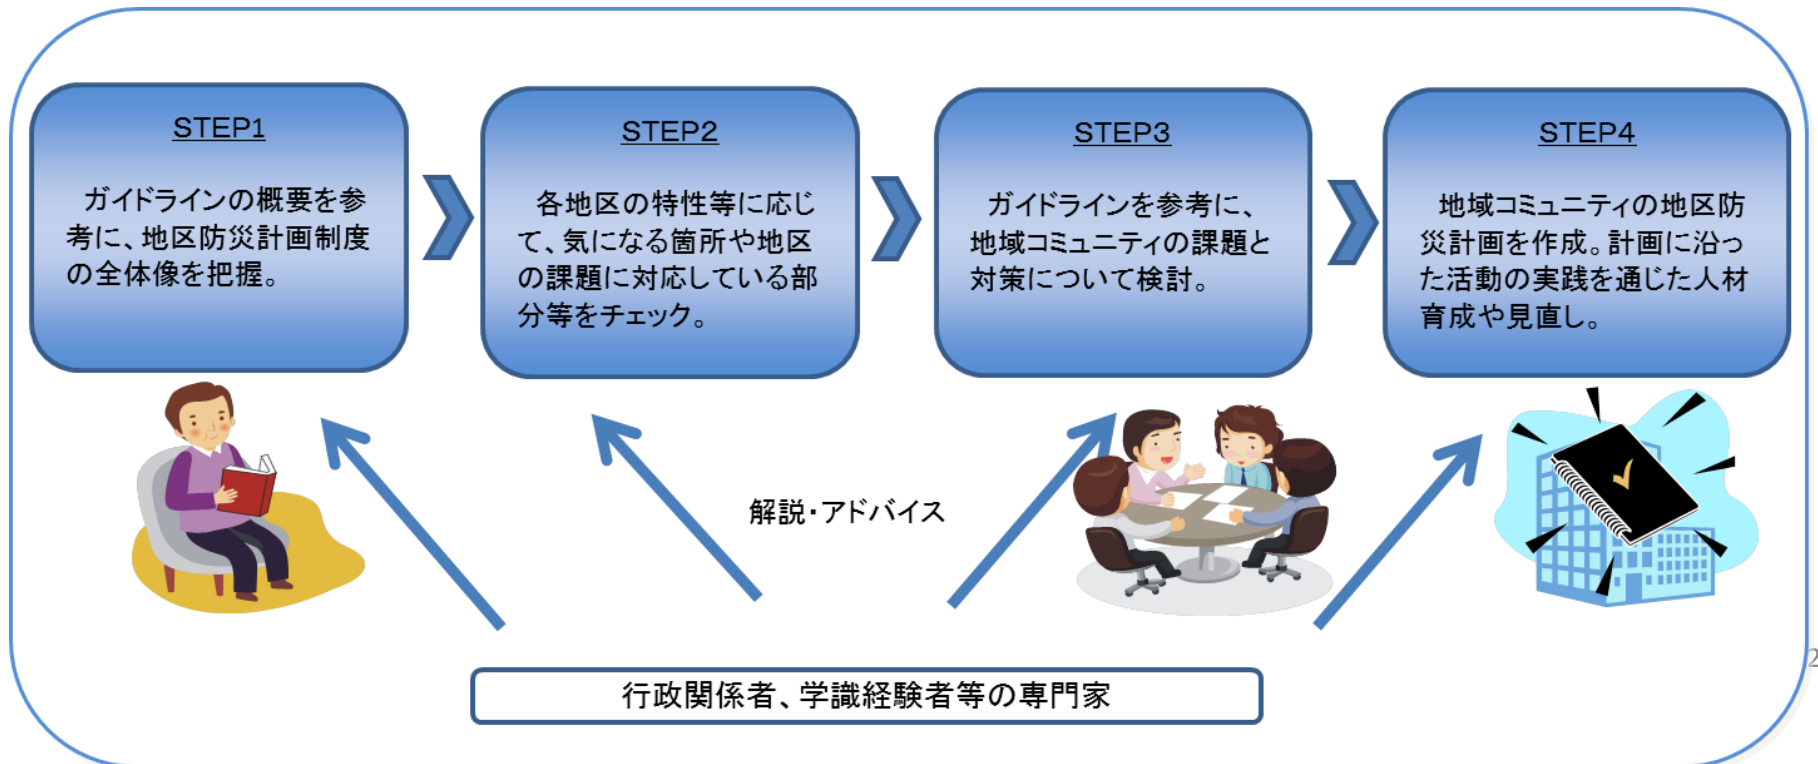 STEP1
ガイドラインの概要を参
考に、地区防災計画制度
の全体像を把握。
STEP2
各地区の特性等に応じ
て、気になる箇所や地区
の課題に対応している部
分等をチェック。
STEP3
ガイドラインを参考に、
地域コミュニティの課題と
対策について検討。
STEP4
地域コミュニティの地区防
災計画を作成。計画に沿っ
た活動の実践を通じた人材
育成や見直し。
解説・アドバイス
行政関係者、学識経験者等の専門家
2